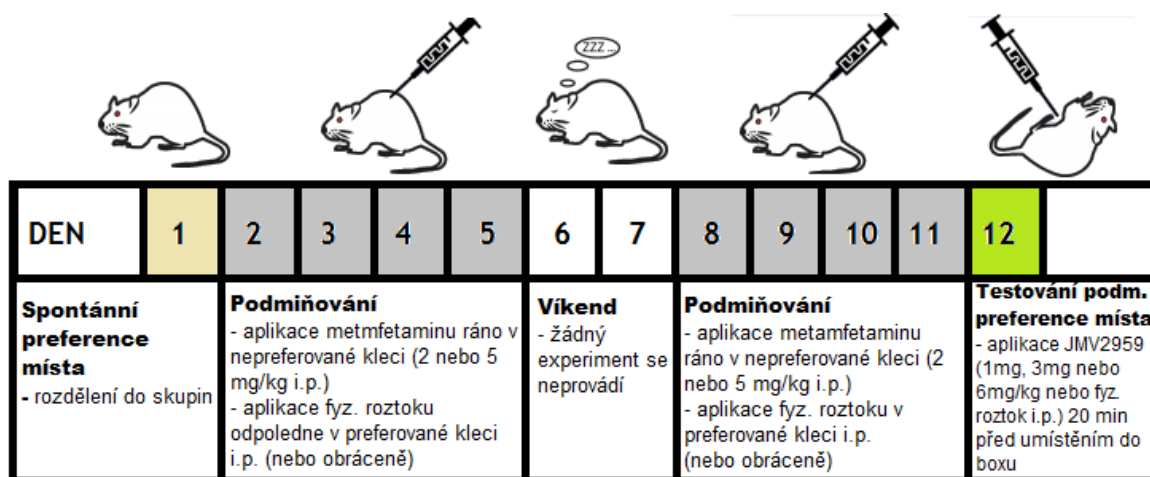 ZZZ ...
DEN 1 2 3 4 5 6 7 8 9 10 11 12
Spontánní
preference
místa
- rozdělení do skupin
Podmiňování
- aplikace metmfetaminu ráno v
nepreferované kleci (2 nebo 5
mg/kg i.p.)
- aplikace fyz. roztoku
odpoledne v preferované kleci
i.p. (nebo obráceně)
Víkend
- žádný
experiment se
neprovádí
Podmiňování
- aplikace metamfetaminu
ráno v nepreferované kleci (2
nebo 5 mg/kg i.p.)
- aplikace fyz. roztoku v
preferované kleci i.p.
(nebo obráceně)
Testování podm.
preference místa
- aplikace JMV2959
(1mg, 3mg nebo
6mg/kg nebo fyz.
roztok i.p.) 20 min
před umístěním do
boxu